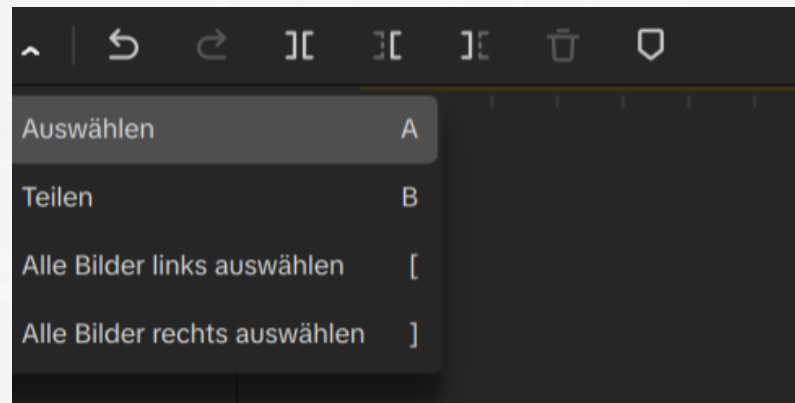 Auswählen A
Teilen B
Alle Bilder links auswählen [
Alle Bilder rechts auswählen ]